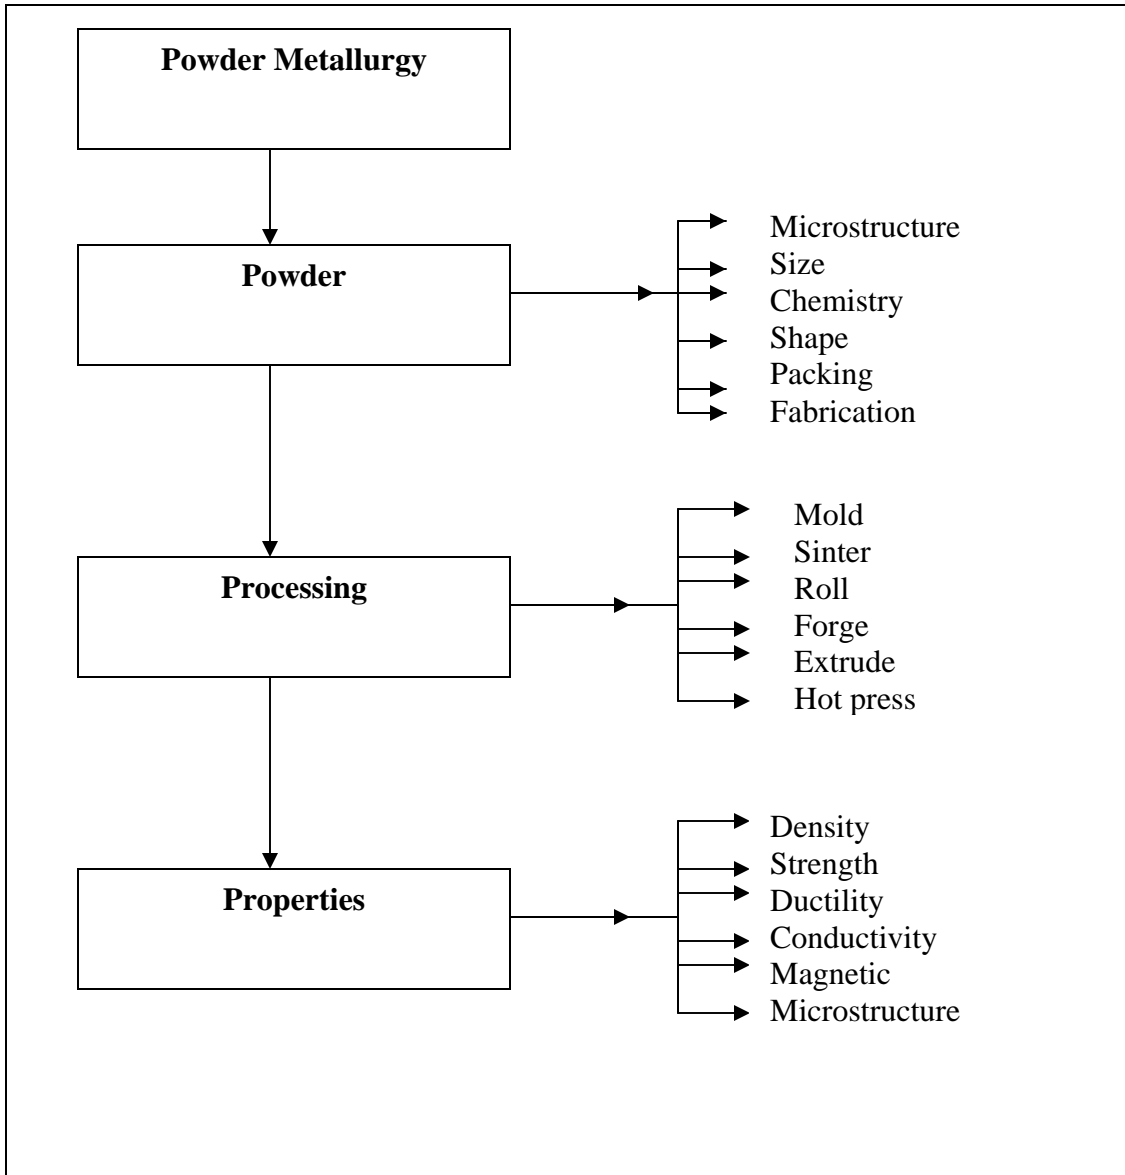 Powder Metallurgy
Powder
Microstructure
Size
Chemistry
Shape
Packing
Fabrication
Processing
Mold
Sinter
Roll
Forge
Extrude
Hot press
Properties
Density
Strength
Ductility
Conductivity
Magnetic
Microstructure